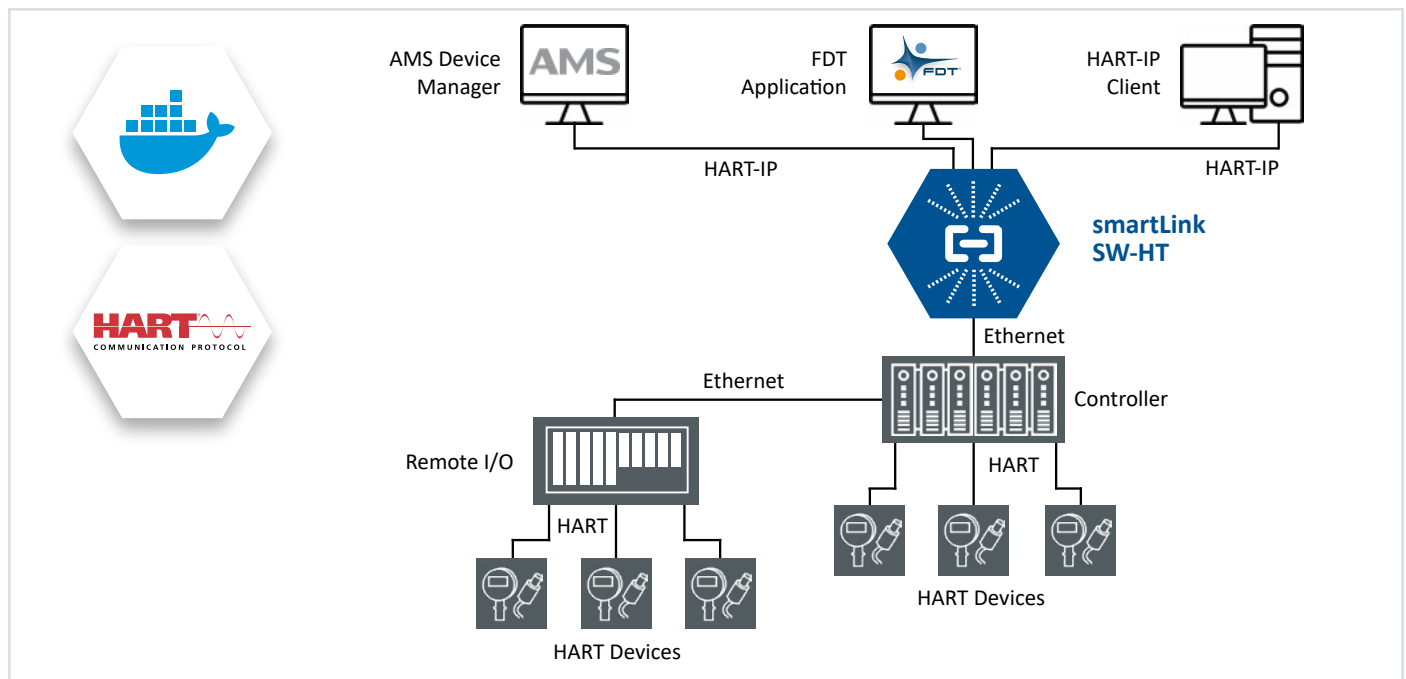 AMS Device
Manager
AMS
FDT
Application
FDT
HART-IP
Client
HART-IP
HART-IP
smartLink
SW-HT
HART
COMMUNICATION PROTOCOL
Ethernet
Ethernet
Controller
Remote I/O
HART
HART
HART Devices
HART Devices